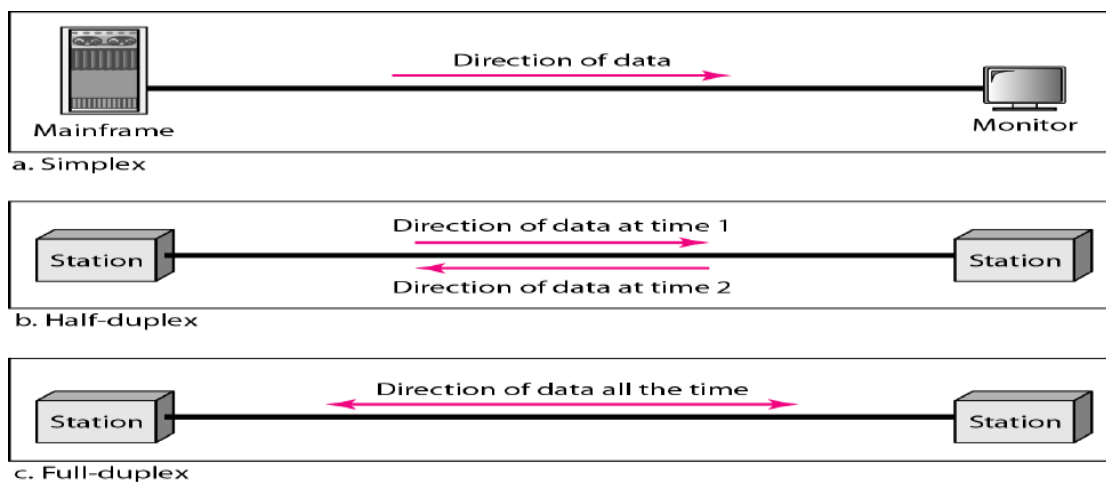 Direction of data
Mainframe
Monitor
a. Simplex
Direction of data at time 1
Station
Station
Direction of data at time 2
b. Half-duplex
Direction of data all the time
Station
Station
c. Full-duplex